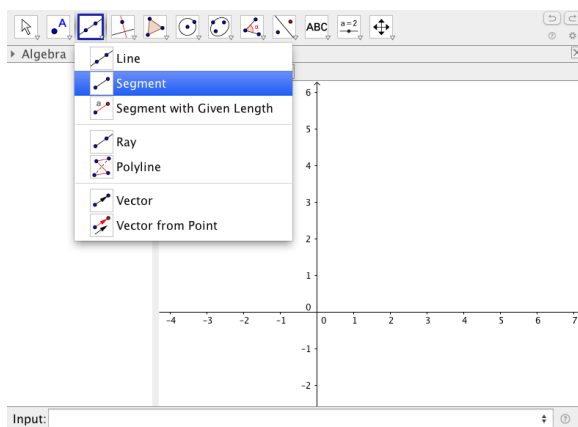 A
ABC
a=2
Algebra
Line
Segment
a
Segment with Given Length
Ray
Polyline
Vector
Vector from Point
6
5
4
3
2
1
0
-4 -3 -2 -1 0 1 2 3 4 5 6 7
-1
-2
Input: